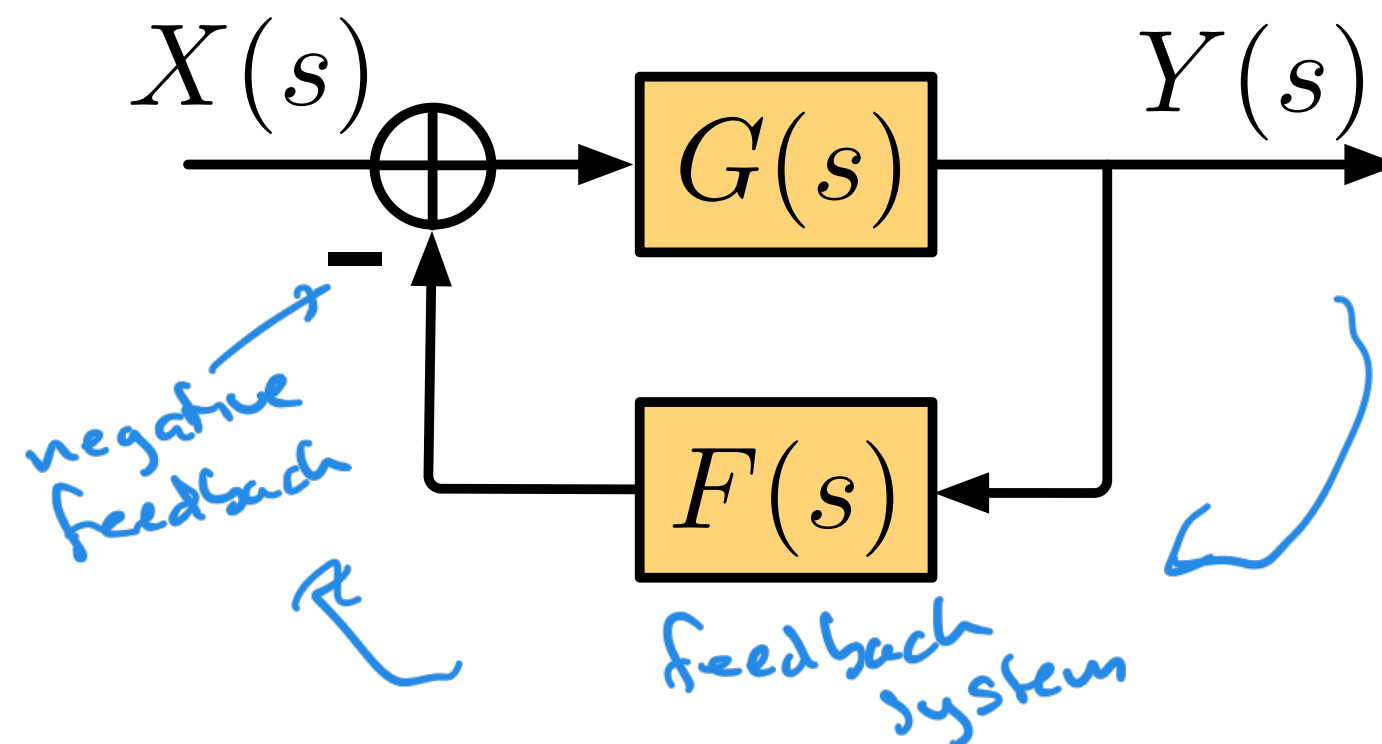 X(s)
G(s)
Y(s)
−
negative
feedback
F(s)
feedback
system